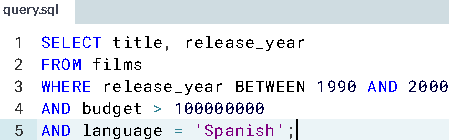 query.sql
1 SELECT title, release_year
2 FROM films
3 WHERE release_year BETWEEN 1990 AND 2000
4 AND budget > 100000000
5 AND language = 'Spanish';